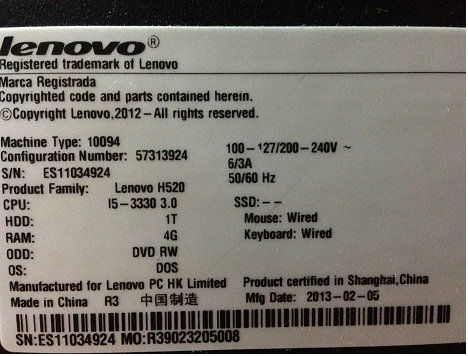 lenovo®
Registered trademark of Lenovo
Marca Registrada
Copyrighted code and parts contained herein.
©Copyright Lenovo,2012–All rights reserved.
Machine Type: 10094
Configuration Number: 57313924
S/N: ES11034924
100-127/200-240V ~
6/3A
50/60 Hz
Product Family: Lenovo H520
CPU: I5-3330 3.0 SSD: --
HDD: 1T Mouse: Wired
RAM: 4G Keyboard: Wired
ODD: DVD RW
OS: DOS
Manufactured for Lenovo PC HK Limited Product certified in Shanghai,China
Made in China R3 中国制造 Mfg Date: 2013-02-05
SN:ES11034924 MO:R39023205008